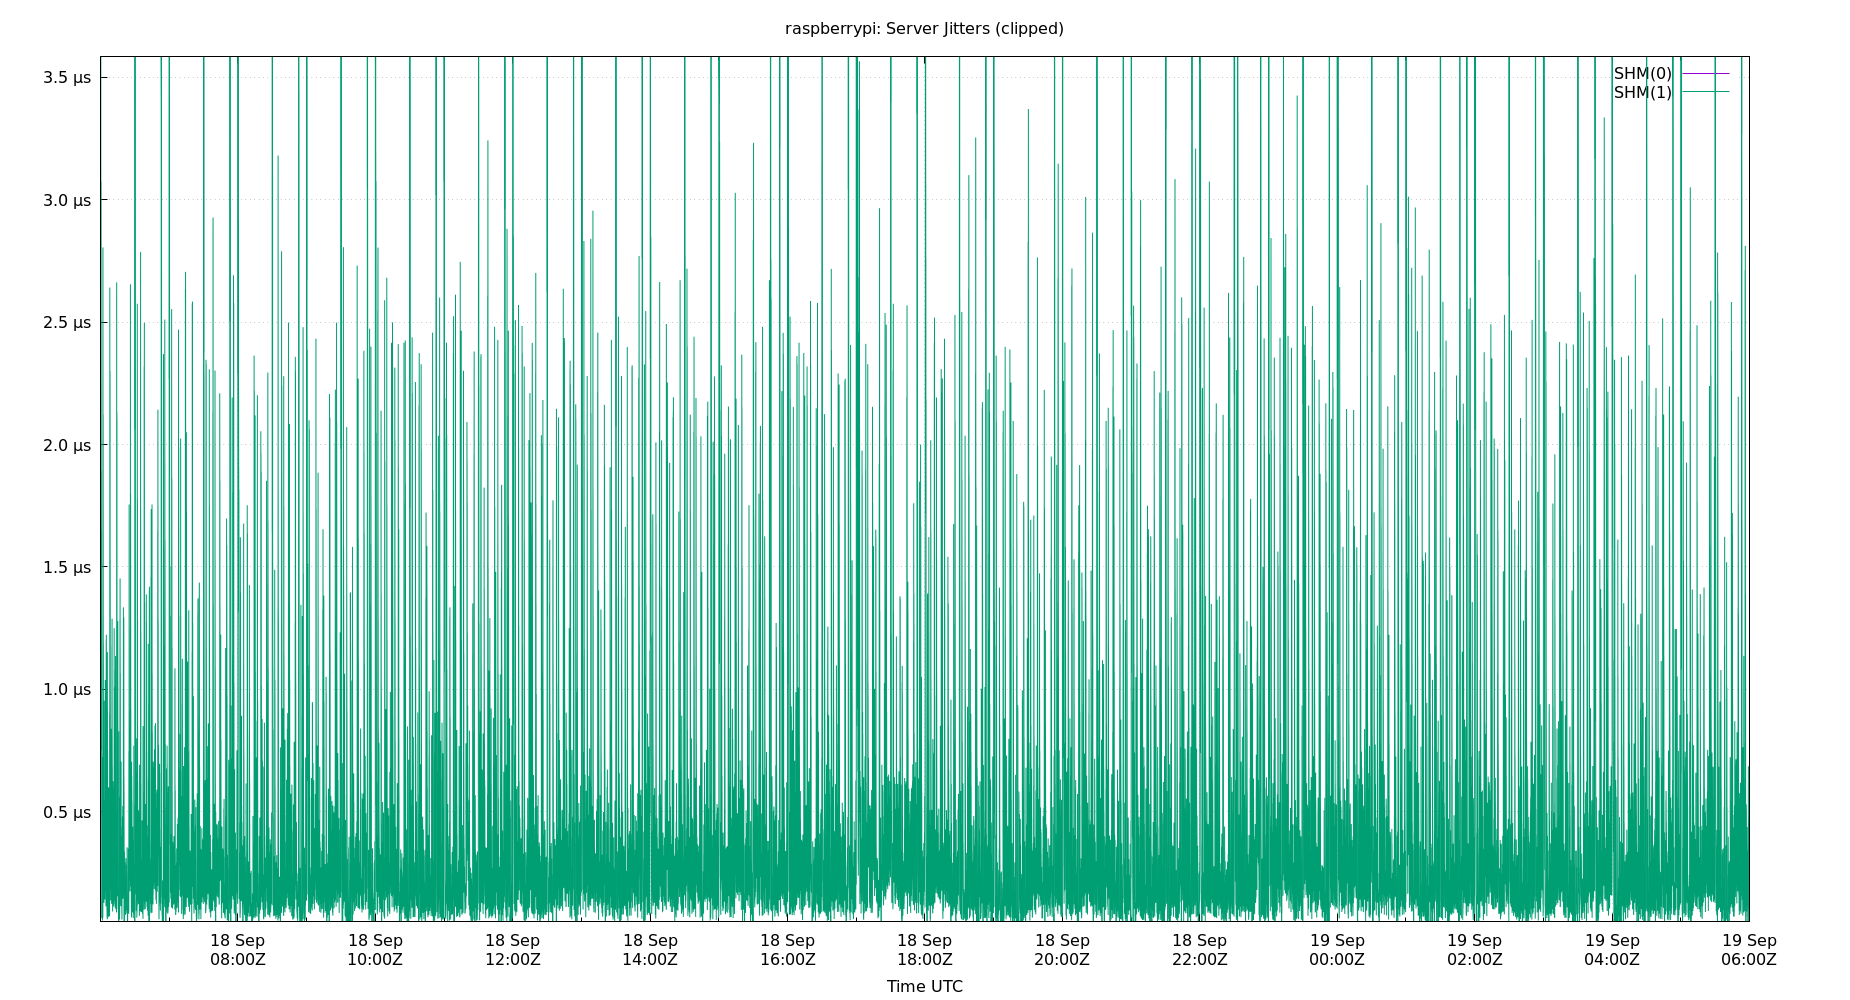 raspberrypi: Server Jitters (clipped)
3.5 µs
3.0 µs
2.5 µs
2.0 µs
1.5 µs
1.0 µs
0.5 µs
SHM(0)
SHM(1)
18 Sep 18 Sep 18 Sep 18 Sep 18 Sep 18 Sep 18 Sep 18 Sep 19 Sep 19 Sep 19 Sep 19 Sep
08:00Z 10:00Z 12:00Z 14:00Z 16:00Z 18:00Z 20:00Z 22:00Z 00:00Z 02:00Z 04:00Z 06:00Z
Time UTC